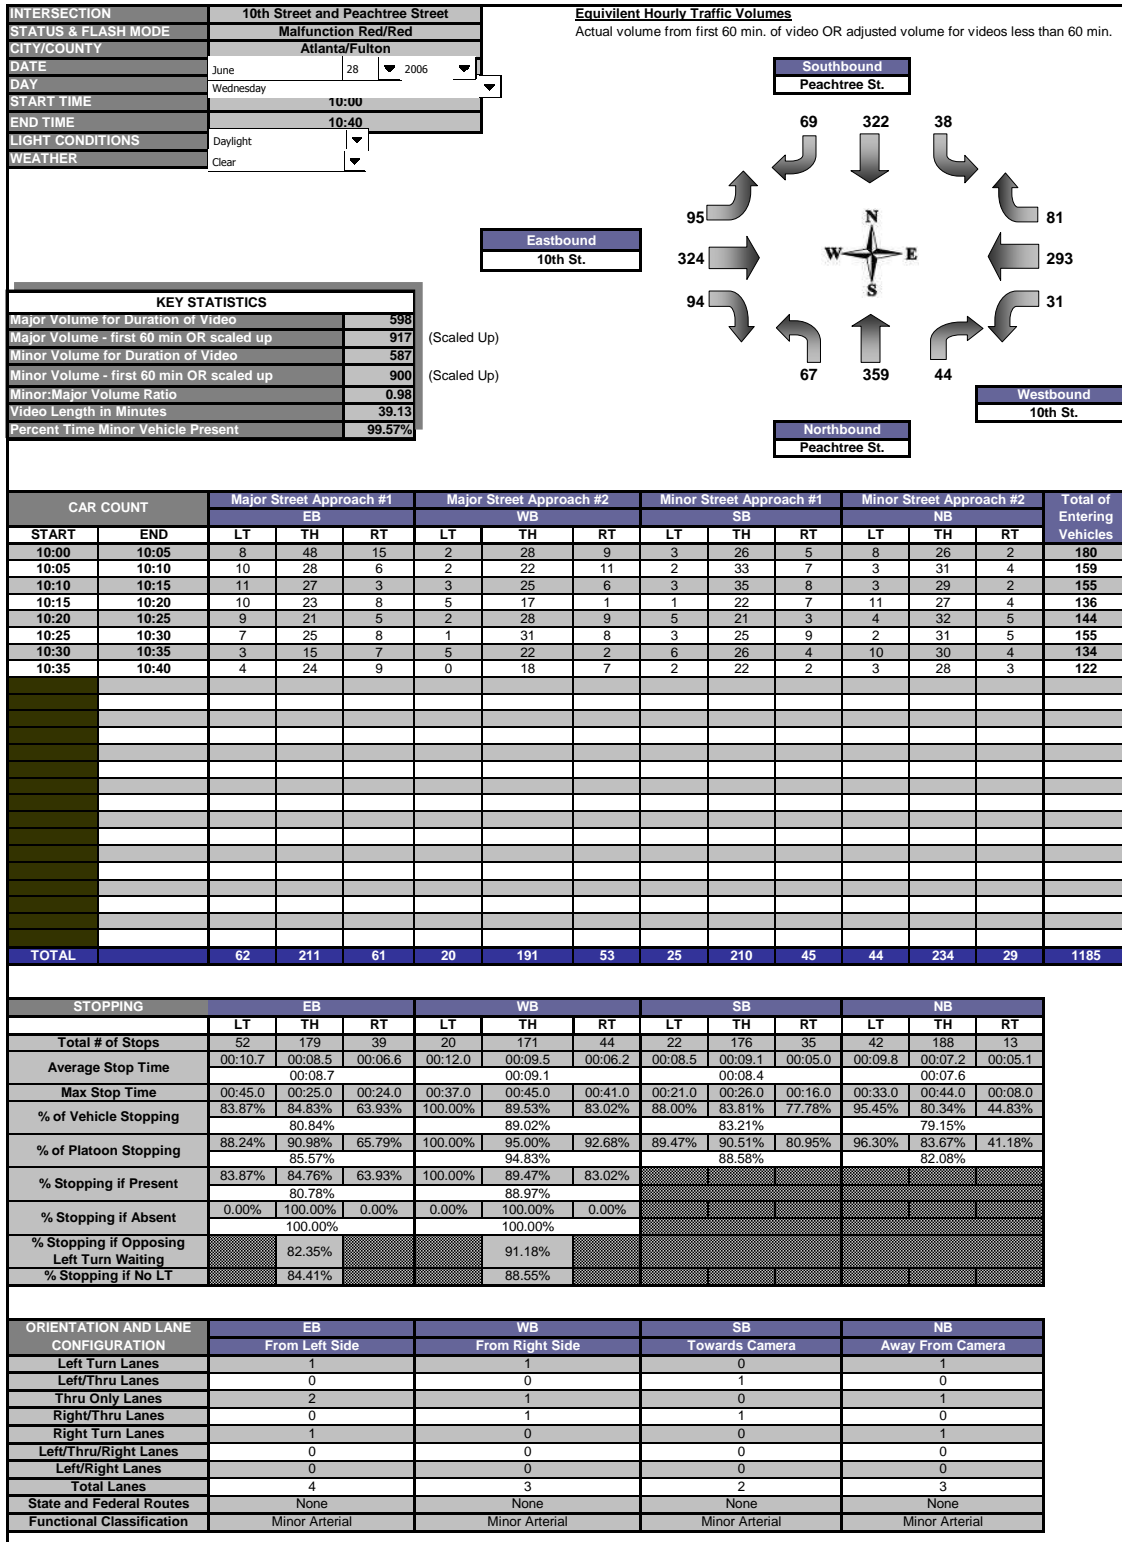 INTERSECTION 10th Street and Peachtree Street
STATUS & FLASH MODE Malfunction Red/Red
CITY/COUNTY Atlanta/Fulton
DATE June 28 2006
DAY Wednesday
START TIME 10:00
END TIME 10:40
LIGHT CONDITIONS Daylight
WEATHER Clear
Equivilent Hourly Traffic Volumes
Actual volume from first 60 min. of video OR adjusted volume for videos less than 60 min.
Southbound
Peachtree St.
69 322 38
95 N 81
Eastbound
10th St.
324 W E 293
S
94 31
67 359 44
Westbound
10th St.
Northbound
Peachtree St.
KEY STATISTICS
Major Volume for Duration of Video 598
Major Volume - first 60 min OR scaled up 917 (Scaled Up)
Minor Volume for Duration of Video 587
Minor Volume - first 60 min OR scaled up 900 (Scaled Up)
Minor:Major Volume Ratio 0.98
Video Length in Minutes 39.13
Percent Time Minor Vehicle Present 99.57%
CAR COUNT Major Street Approach #1 Major Street Approach #2 Minor Street Approach #1 Minor Street Approach #2 Total of
EB WB SB NB Entering
START END LT TH RT LT TH RT LT TH RT LT TH RT Vehicles
10:00 10:05 8 48 15 2 28 9 3 26 5 8 26 2 180
10:05 10:10 10 28 6 2 22 11 2 33 7 3 31 4 159
10:10 10:15 11 27 3 3 25 6 3 35 8 3 29 2 155
10:15 10:20 10 23 8 5 17 1 1 22 7 11 27 4 136
10:20 10:25 9 21 5 2 28 9 5 21 3 4 32 5 144
10:25 10:30 7 25 8 1 31 8 3 25 9 2 31 5 155
10:30 10:35 3 15 7 5 22 2 6 26 4 10 30 4 134
10:35 10:40 4 24 9 0 18 7 2 22 2 3 28 3 122
TOTAL 62 211 61 20 191 53 25 210 45 44 234 29 1185
STOPPING EB WB SB NB
LT TH RT LT TH RT LT TH RT LT TH RT
Total # of Stops 52 179 39 20 171 44 22 176 35 42 188 13
Average Stop Time 00:10.7 00:08.5 00:06.6 00:12.0 00:09.5 00:06.2 00:08.5 00:09.1 00:05.0 00:09.8 00:07.2 00:05.1
00:08.7 00:09.1 00:08.4 00:07.6
Max Stop Time 00:45.0 00:25.0 00:24.0 00:37.0 00:45.0 00:41.0 00:21.0 00:26.0 00:16.0 00:33.0 00:44.0 00:08.0
% of Vehicle Stopping 83.87% 84.83% 63.93% 100.00% 89.53% 83.02% 88.00% 83.81% 77.78% 95.45% 80.34% 44.83%
80.84% 89.02% 83.21% 79.15%
% of Platoon Stopping 88.24% 90.98% 65.79% 100.00% 95.00% 92.68% 89.47% 90.51% 80.95% 96.30% 83.67% 41.18%
85.57% 94.83% 88.58% 82.08%
% Stopping if Present 83.87% 84.76% 63.93% 100.00% 89.47% 83.02%
80.78% 88.97%
% Stopping if Absent 0.00% 100.00% 0.00% 0.00% 100.00% 0.00%
100.00% 100.00%
% Stopping if Opposing
Left Turn Waiting 82.35% 91.18%
% Stopping if No LT 84.41% 88.55%
ORIENTATION AND LANE EB WB SB NB
CONFIGURATION From Left Side From Right Side Towards Camera Away From Camera
Left Turn Lanes 1 1 0 1
Left/Thru Lanes 0 0 1 0
Thru Only Lanes 2 1 0 1
Right/Thru Lanes 0 1 1 0
Right Turn Lanes 1 0 0 1
Left/Thru/Right Lanes 0 0 0 0
Left/Right Lanes 0 0 0 0
Total Lanes 4 3 2 3
State and Federal Routes None None None None
Functional Classification Minor Arterial Minor Arterial Minor Arterial Minor Arterial